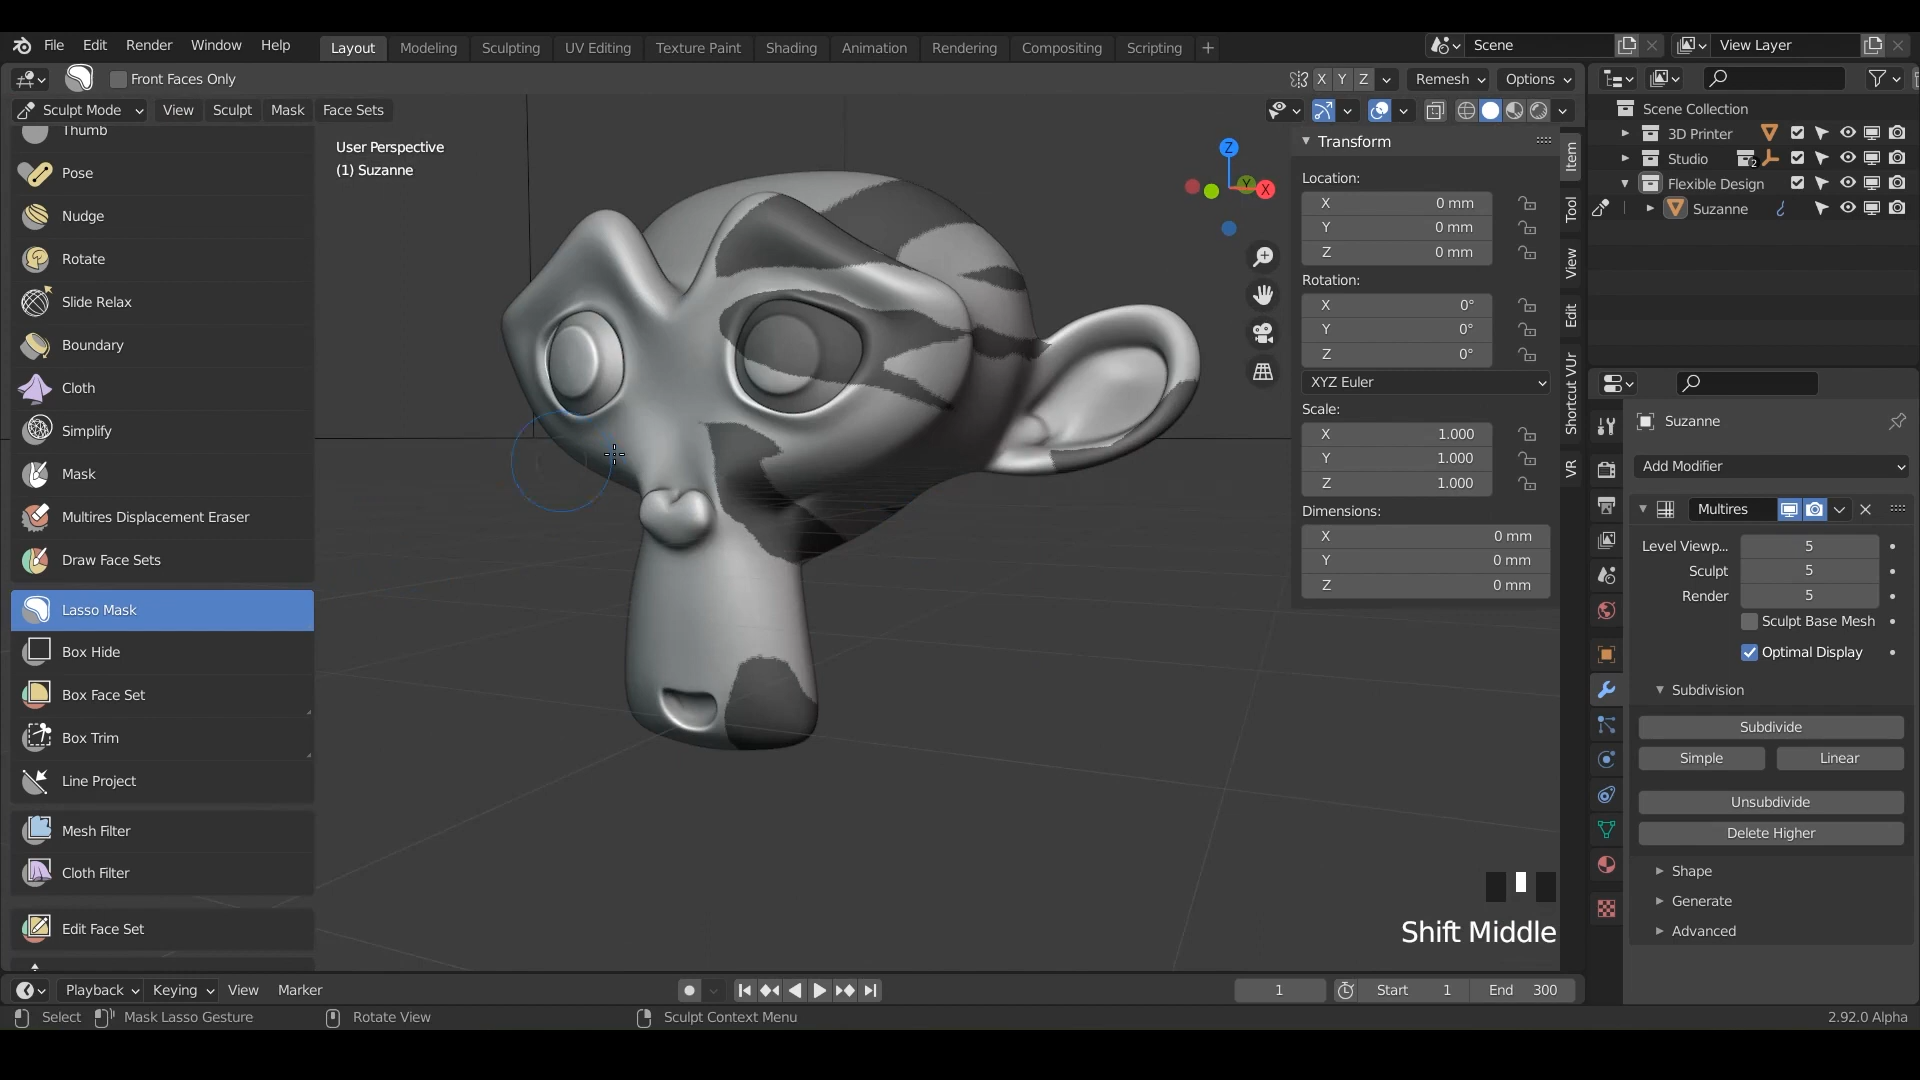 File Edit Render Window Help
Layout Modeling Sculpting UV Editing Texture Paint Shading Animation Rendering Compositing Scripting +
Scene
View Layer
Front Faces Only
X Y Z
Remesh
Options
Sculpt Mode View Sculpt Mask Face Sets
Thumb
Pose
Nudge
Rotate
Slide Relax
Boundary
Cloth
Simplify
Mask
Multires Displacement Eraser
Draw Face Sets
Lasso Mask
Box Hide
Box Face Set
Box Trim
Line Project
Mesh Filter
Cloth Filter
Edit Face Set
User Perspective
(1) Suzanne
Z
Y
X
Transform
Location:
X 0 mm
Y 0 mm
Z 0 mm
Rotation:
X 0°
Y 0°
Z 0°
XYZ Euler
Scale:
X 1.000
Y 1.000
Z 1.000
Dimensions:
X 0 mm
Y 0 mm
Z 0 mm
Item
Tool
View
Edit
Shortcut VUr
VR
Shift Middle
Scene Collection
3D Printer
Studio 2
Flexible Design
Suzanne
Suzanne
Add Modifier
Multires
Level Viewp... 5
Sculpt 5
Render 5
Sculpt Base Mesh
Optimal Display
Subdivision
Subdivide
Simple Linear
Unsubdivide
Delete Higher
Shape
Generate
Advanced
Playback Keying View Marker
1
Start 1 End 300
Select Mask Lasso Gesture Rotate View Sculpt Context Menu
2.92.0 Alpha